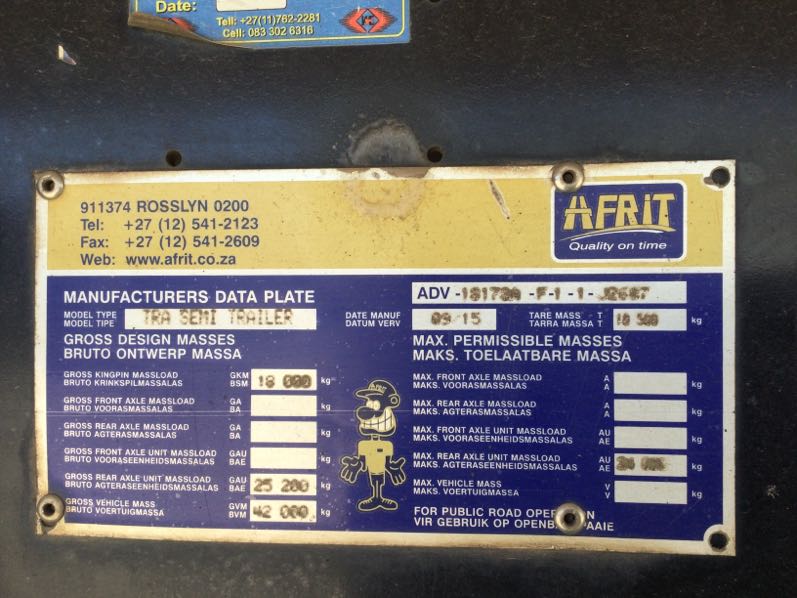 Date:
Tell: +27(11)762-2281
Cell: 083 302 6316
911374 ROSSLYN 0200
Tel: +27 (12) 541-2123
Fax: +27 (12) 541-2609
Web: www.afrit.co.za
AFRIT
Quality on time
MANUFACTURERS DATA PLATE
ADV
MODEL TYPE
MODEL TIPE
TRA SEMI TRAILER
DATE MANUF
DATUM VERV
09/15
TARE MASS T
TARRA MASSA T
10 500 kg
GROSS DESIGN MASSES
BRUTO ONTWERP MASSA
GROSS KINGPIN MASSLOAD GKM
BRUTO KRINKSPILMASSALAS BSM
18 000 kg
GROSS FRONT AXLE MASSLOAD GA
BRUTO VOORASMASSALAS BA
kg
GROSS REAR AXLE MASSLOAD GA
BRUTO AGTERASMASSALAS BA
kg
GROSS FRONT AXLE UNIT MASSLOAD GAU
BRUTO VOORASEENHEIDSMASSALAS BAE
kg
GROSS REAR AXLE UNIT MASSLOAD GAU
BRUTO AGTERASEENHEIDSMASSALAS BAE
25 200 kg
GROSS VEHICLE MASS GVM
BRUTO VOERTUIGMASSA BVM
42 000 kg
MAX. PERMISSIBLE MASSES
MAKS. TOELAATBARE MASSA
MAX. FRONT AXLE MASSLOAD A
MAKS. VOORASMASSALAS A
kg
MAX. REAR AXLE MASSLOAD A
MAKS. AGTERASMASSALAS A
kg
MAX. FRONT AXLE UNIT MASSLOAD AU
MAKS. VOORASEENHEIDSMASSALAS AE
kg
MAX. REAR AXLE UNIT MASSLOAD AU
MAKS. AGTERASEENHEIDSMASSALAS AE
kg
MAX. VEHICLE MASS V
MAKS. VOERTUIGMASSA V
kg
FOR PUBLIC ROAD
VIR GEBRUIK OP